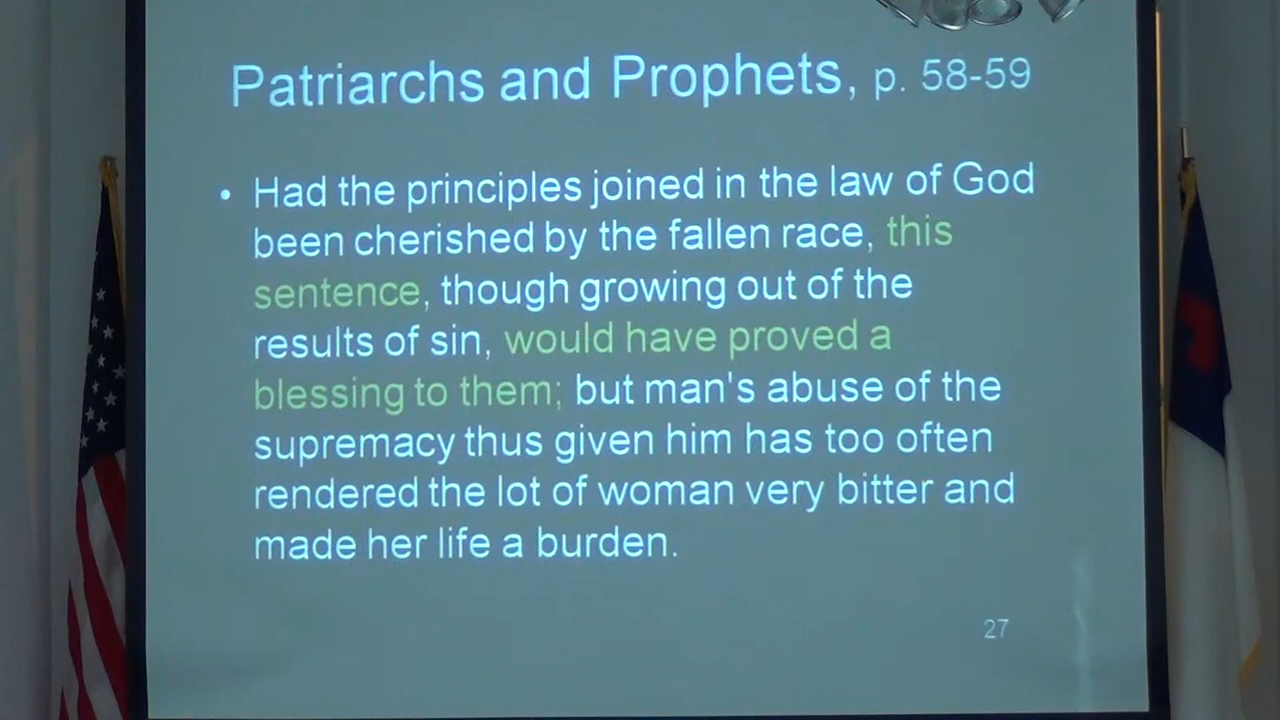 Patriarchs and Prophets, p. 58-59
• Had the principles joined in the law of God
been cherished by the fallen race, this
sentence, though growing out of the
results of sin, would have proved a
blessing to them; but man's abuse of the
supremacy thus given him has too often
rendered the lot of woman very bitter and
made her life a burden.
27